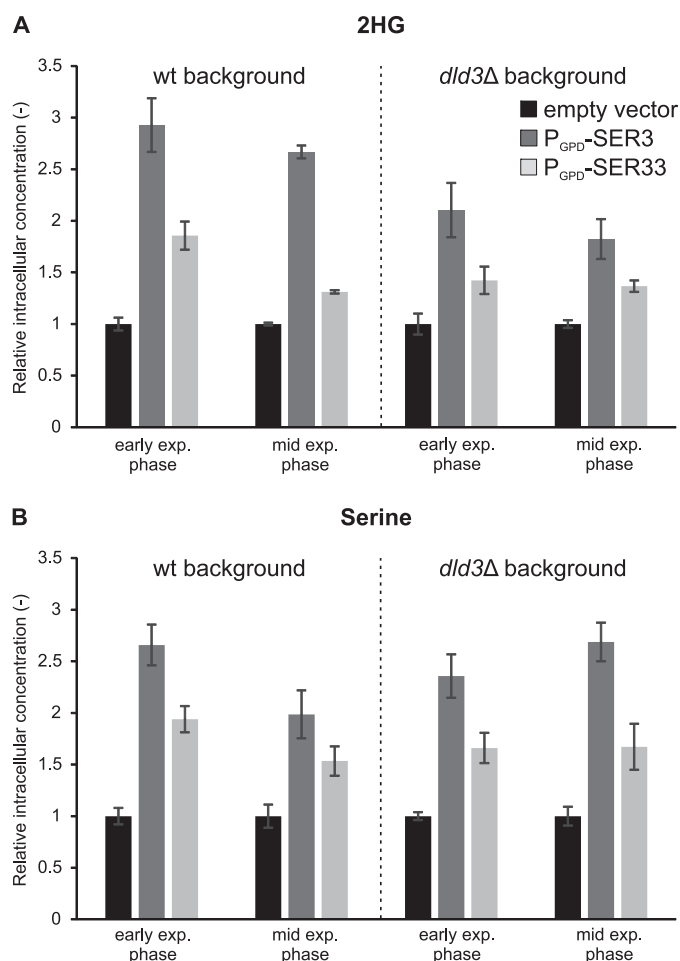 A
2HG
Relative intracellular concentration (-)
3.5
3
2.5
2
1.5
1
0.5
0
wt background
dld3Δ background
empty vector
PGPD-SER3
PGPD-SER33
early exp.
phase
mid exp.
phase
early exp.
phase
mid exp.
phase
B
Serine
Relative intracellular concentration (-)
3.5
3
2.5
2
1.5
1
0.5
0
wt background
dld3Δ background
early exp.
phase
mid exp.
phase
early exp.
phase
mid exp.
phase